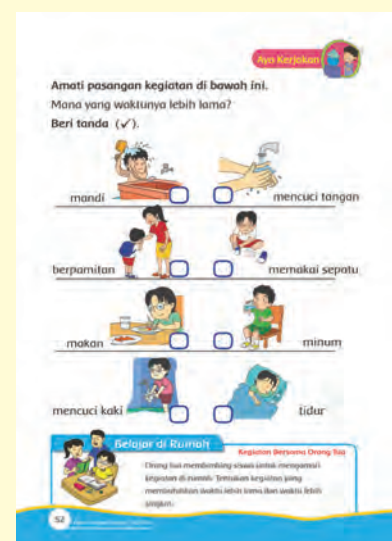 Ayo Kerjakan
Amati pasangan kegiatan di bawah ini.
Mana yang waktunya lebih lama?
Beri tanda (✓).
mandi
mencuci tangan
berpamitan
memakai sepatu
makan
minum
mencuci kaki
tidur
Belajar di Rumah
Kegiatan Bersama Orang Tua
Orang tua membimbing siswa untuk mengamati
kegiatan di rumah. Temukan kegiatan yang
membutuhkan waktu lebih lama dan waktu lebih
singkat.
52